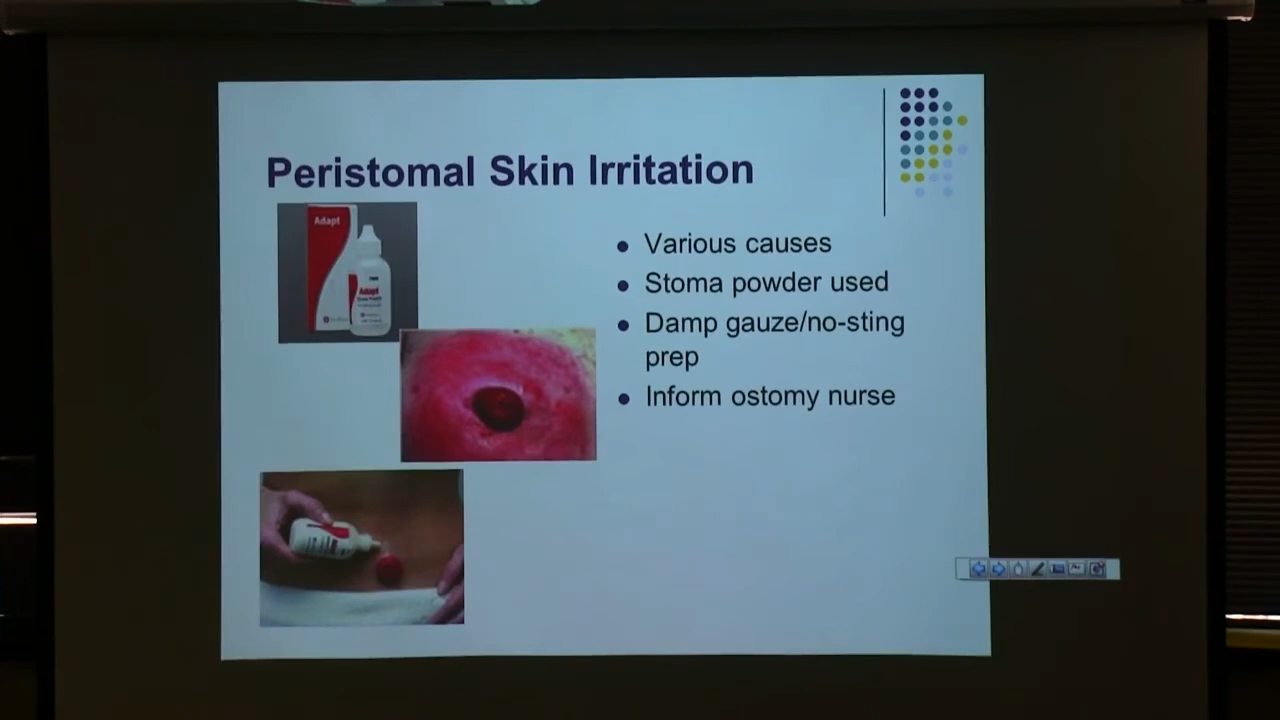 Peristomal Skin Irritation
Adapt
Adapt
Various causes
Stoma powder used
Damp gauze/no-sting
prep
Inform ostomy nurse